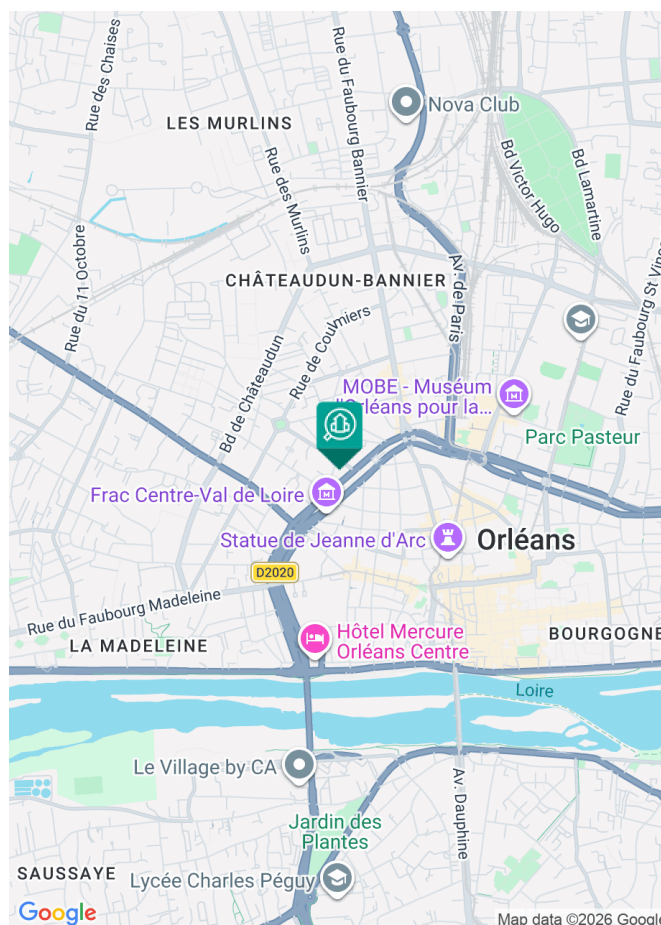 Rue des Chaises
Rue du Faubourg Bannier
Nova Club
LES MURLINS
Rue des Murlins
Bd Victor Hugo
Bd Lamartine
Rue du 11 Octobre
CHÂTEAUDUN-BANNIER
Av. de Paris
Rue du Faubourg St Vinc
Rue de Coulmiers
Bd de Châteaudun
MOBE - Muséum
d'Orléans pour la...
Parc Pasteur
Frac Centre-Val de Loire
M
Statue de Jeanne d'Arc
Orléans
D2020
Rue du Faubourg Madeleine
LA MADELEINE
Hôtel Mercure
Orléans Centre
BOURGOGNE
Loire
Le Village by CA
Av. Dauphine
Jardin des
Plantes
SAUSSAYE
Lycée Charles Péguy
Google
Map data ©2026 Google